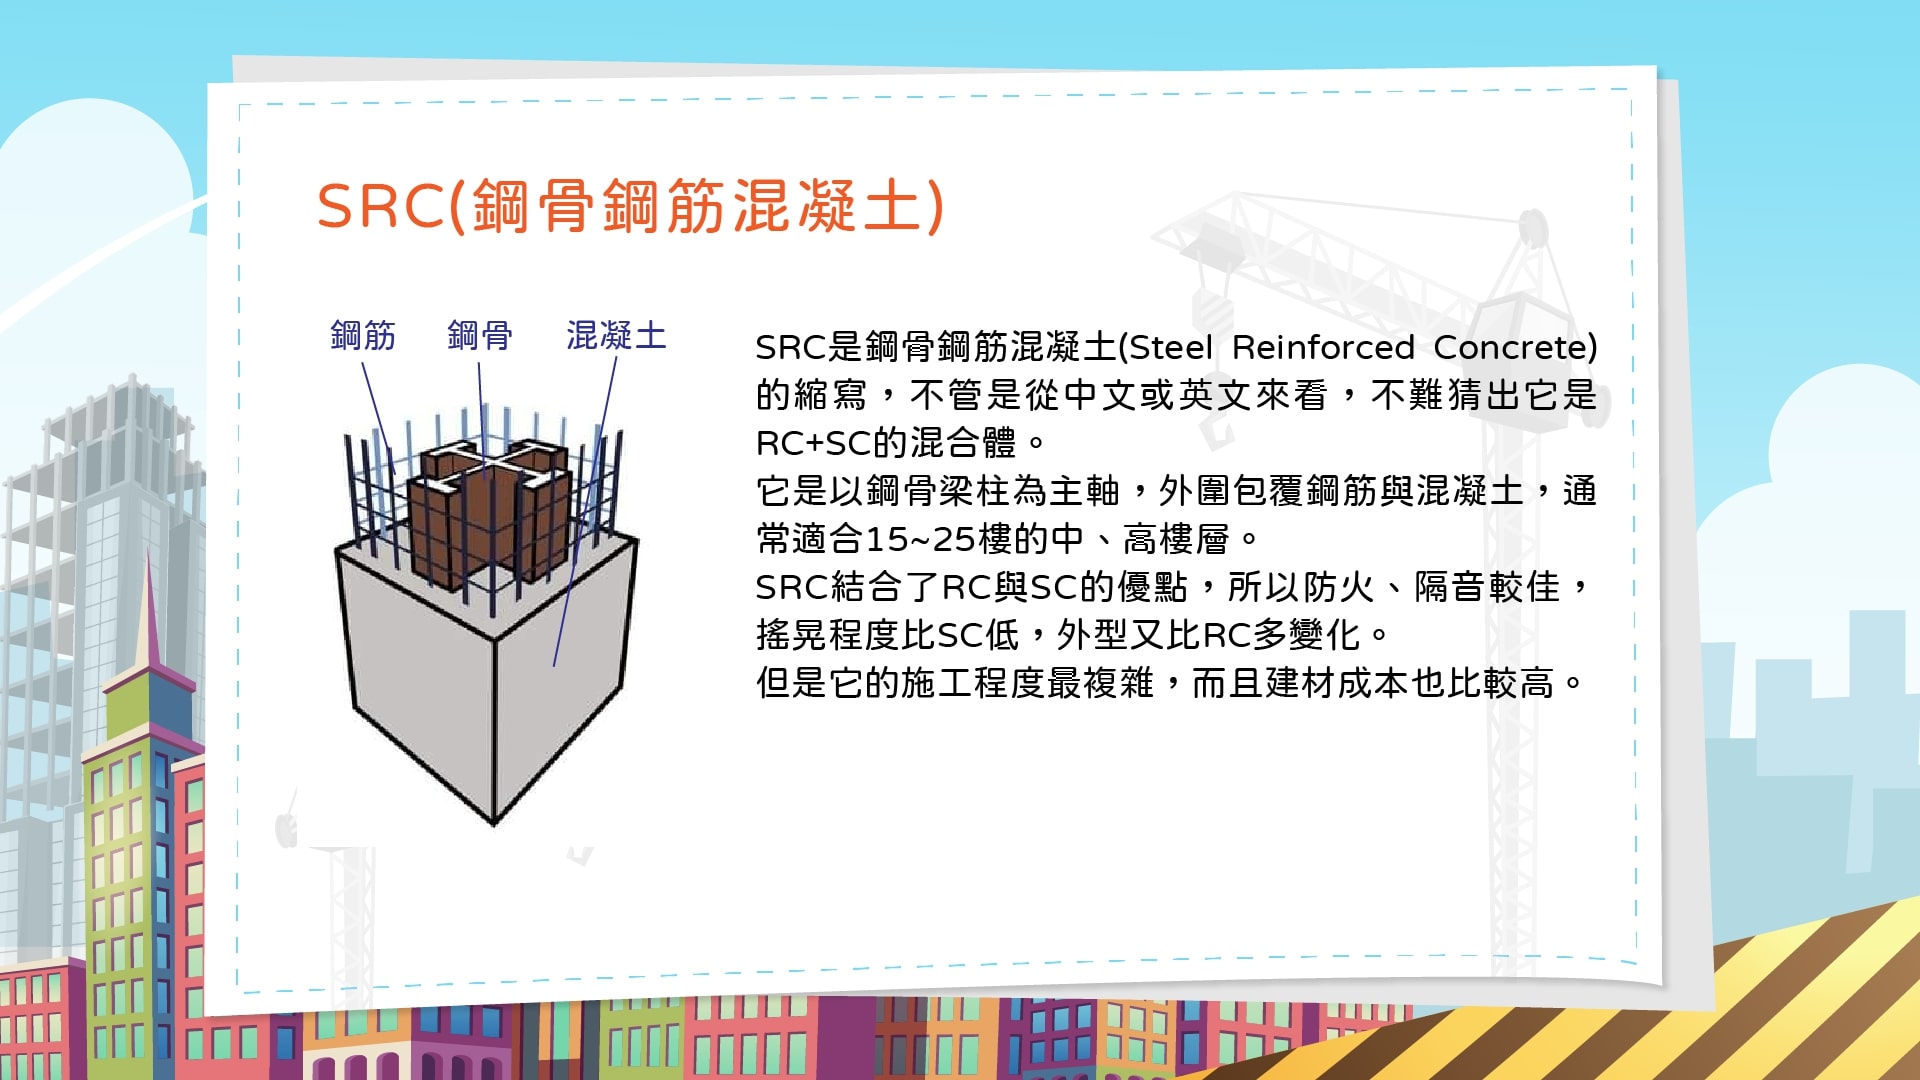 SRC(鋼骨鋼筋混凝土)
鋼筋 鋼骨 混凝土
SRC是鋼骨鋼筋混凝土(Steel Reinforced Concrete)
的縮寫，不管是從中文或英文來看，不難猜出它是
RC+SC的混合體。
它是以鋼骨梁柱為主軸，外圍包覆鋼筋與混凝土，通
常適合15~25樓的中、高樓層。
SRC結合了RC與SC的優點，所以防火、隔音較佳，
搖晃程度比SC低，外型又比RC多變化。
但是它的施工程度最複雜，而且建材成本也比較高。